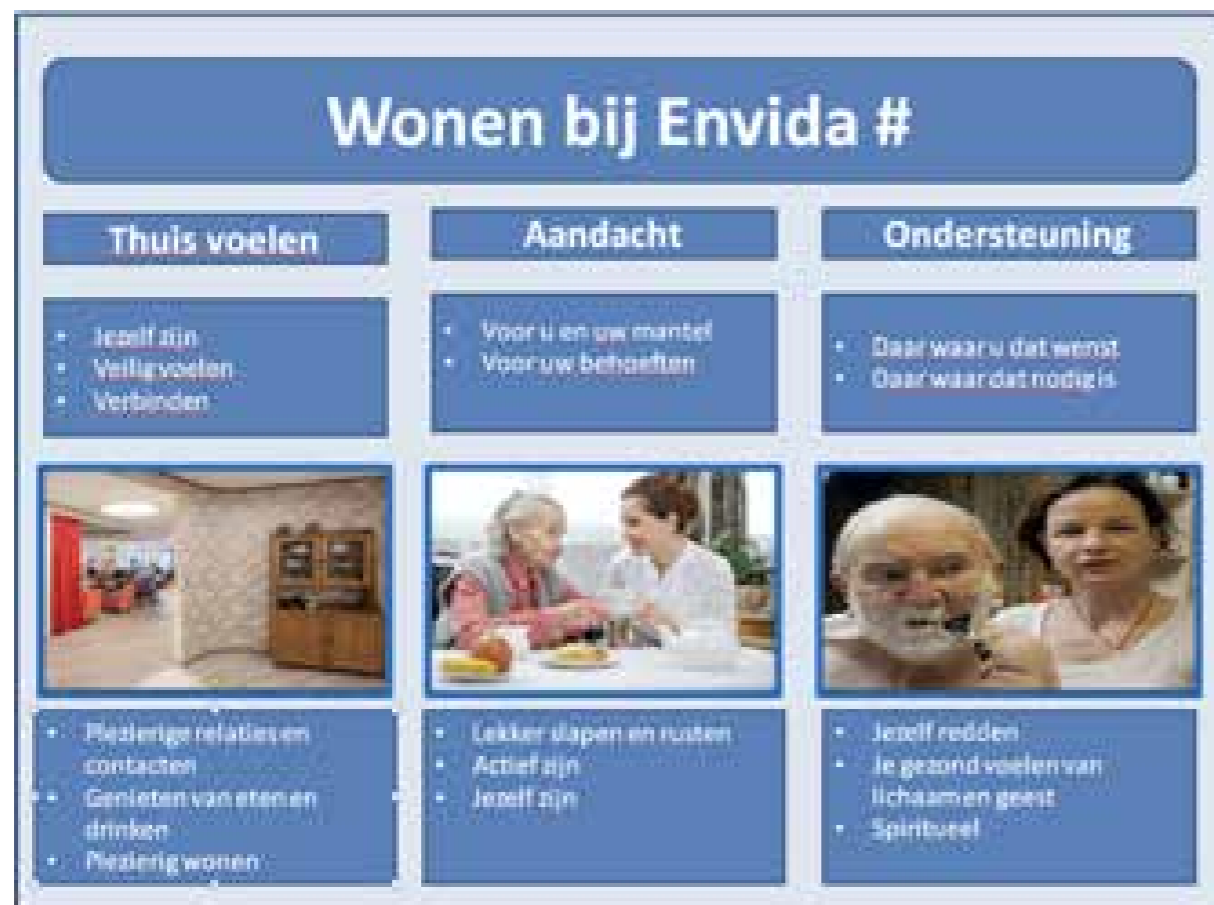 Wonen bij Envida #
Thuis voelen
Jezelf zijn
Veilig voelen
Verbinden
Aandacht
Voor u en uw mantel
Voor uw behoeften
Ondersteuning
Daar waar u dat wenst
Daar waar dat nodig is
Plezierige relaties en
contacten
Genieten van eten en
drinken
Plezierig wonen
Lekker slapen en rusten
Actief zijn
Jezelf zijn
Jezelf redden
Je gezond voelen van
lichaam en geest
Spiritueel